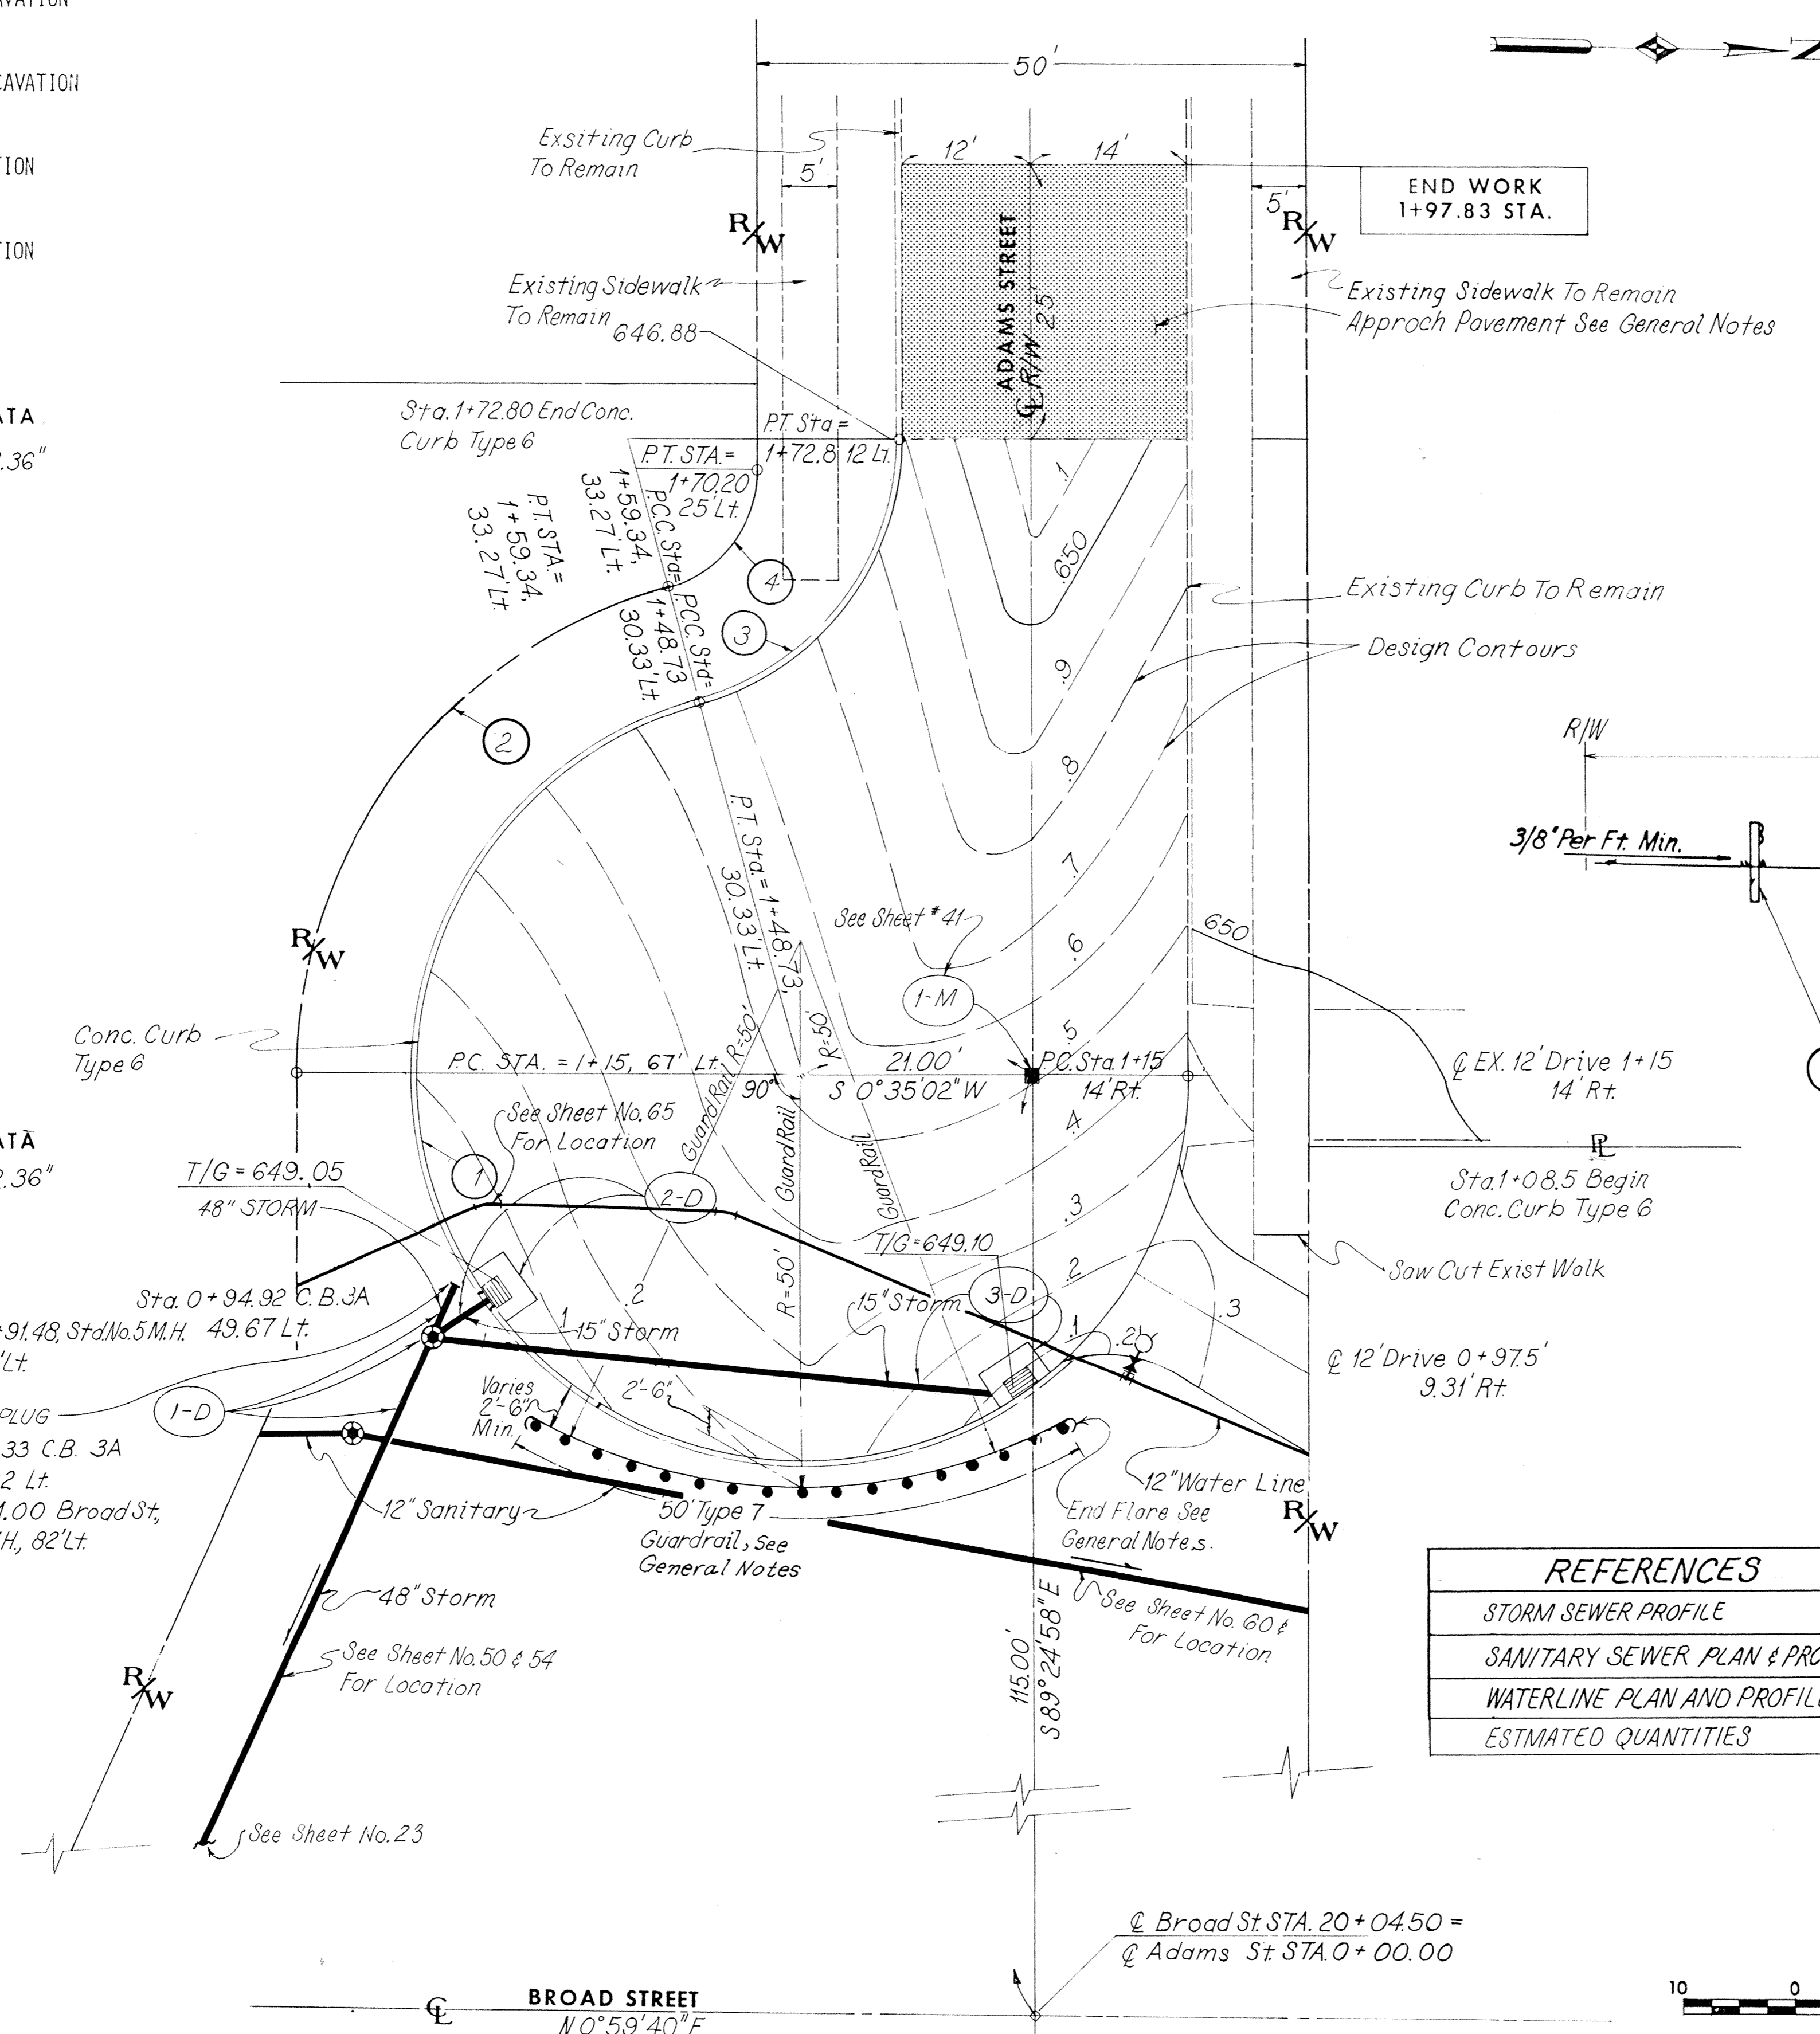 CAVATION
TION
TION
50'
N
Exsiting Curb
To Remain
12'
14'
5'
5'
END WORK
1+97.83 STA.
R/W
R/W
ADAMS STREET
℄ R/W 25'
Existing Sidewalk
To Remain
646.88
Existing Sidewalk To Remain
Approch Pavement See General Notes
Sta. 1+72.80 End Conc.
Curb Type 6
P.T. Sta =
1+72.8 12 Lt.
P.T. STA. =
1+70.20
25' Lt.
P.C.C. Sta=
1+59.34,
33.27' Lt.
P.T. STA.=
1+59.34,
33.27' Lt.
P.C.C. Sta=
1+48.73
30.33' Lt.
4
3
2
.1
650
.9
.8
.7
.6
.5
.4
.3
.2
Existing Curb To Remain
Design Contours
R/W
3/8" Per Ft. Min.
P.T. Sta. = 1+48.73,
30.33' Lt.
See Sheet #41
1-M
650
R/W
Conc. Curb
Type 6
P.C. STA. = 1+15, 67' Lt.
90°
21.00'
S 0°35'02" W
P.C. Sta. 1+15
14' Rt.
℄ EX. 12' Drive 1+15
14' Rt.
Guard Rail R=50'
R=50'
Guard Rail
Guard Rail
R=50'
See Sheet No. 65
For Location
ATA
.36"
ATA
2.36"
1
2-D
T/G = 649.05
48" STORM
T/G=649.10
3-D
PL
Sta. 1+08.5 Begin
Conc. Curb Type 6
Saw Cut Exist Walk
Sta. 0+94.92 C.B. 3A
49.67 Lt.
+91.48, Std No. 5 M.H.
'Lt.
15" Storm
15" Storm
.1
.2
.1
.2
.3
℄ 12' Drive 0+97.5'
9.31' Rt.
PLUG
1-D
33 C.B. 3A
2 Lt.
.00 Broad St,
H., 82' Lt.
Varies
2'-6"
Min.
2'-6"
12" Sanitary
50' Type 7
Guardrail, See
General Notes
12" Water Line
End Flare See
General Notes.
R/W
48" Storm
See Sheet No. 50 & 54
For Location
See Sheet No. 60 &
For Location
115.00'
S 89°24'58" E
R/W
REFERENCES
STORM SEWER PROFILE
SANITARY SEWER PLAN & PRO
WATERLINE PLAN AND PROFIL
ESTMATED QUANTITIES
See Sheet No. 23
℄ Broad St. STA. 20+04.50 =
℄ Adams St. STA. 0+00.00
℄ BROAD STREET
N 0°59'40" E
10 0